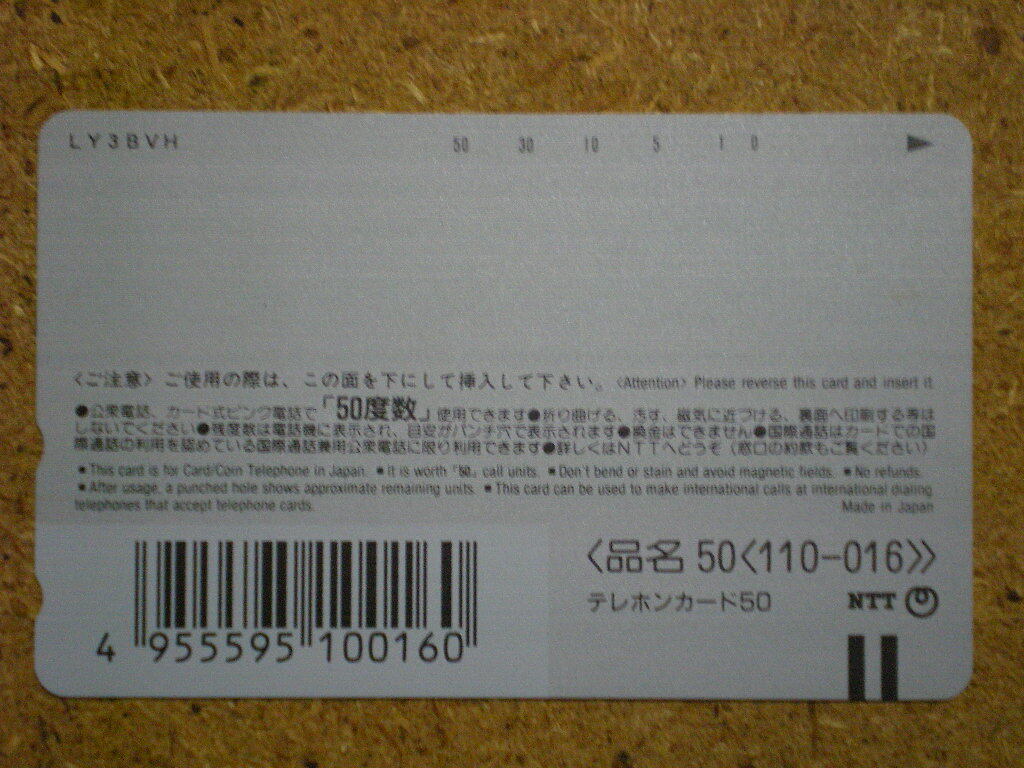 LY3BVH 50 30 10 5 1 0
〈ご注意〉ご使用の際は、この面を下にして挿入して下さい。〈Attention〉Please reverse this card and insert it
●公衆電話、カード式ピンク電話で「50度数」使用できます●折り曲げる、汚す、磁気に近づける、裏面へ印刷する等は
しないでください●残度数は電話機に表示され、目安がパンチ穴で表示されます●換金はできません●国際通話はカードでの国
際通話の利用を認めている国際通話兼用公衆電話に限り利用できます●詳しくはNTTへどうぞ（窓口の約款もご覧ください）
■This card is for Card/Coin Telephone in Japan. ■It is worth「50」call units. ■Don't bend or stain and avoid magnetic fields. ■No refunds.
■After usage, a punched hole shows approximate remaining units. ■This card can be used to make international calls at international dialing
telephones that accept telephone cards. Made in Japan
〈品名 50〈110-016〉〉
テレホンカード50 NTT
4 955595 100160